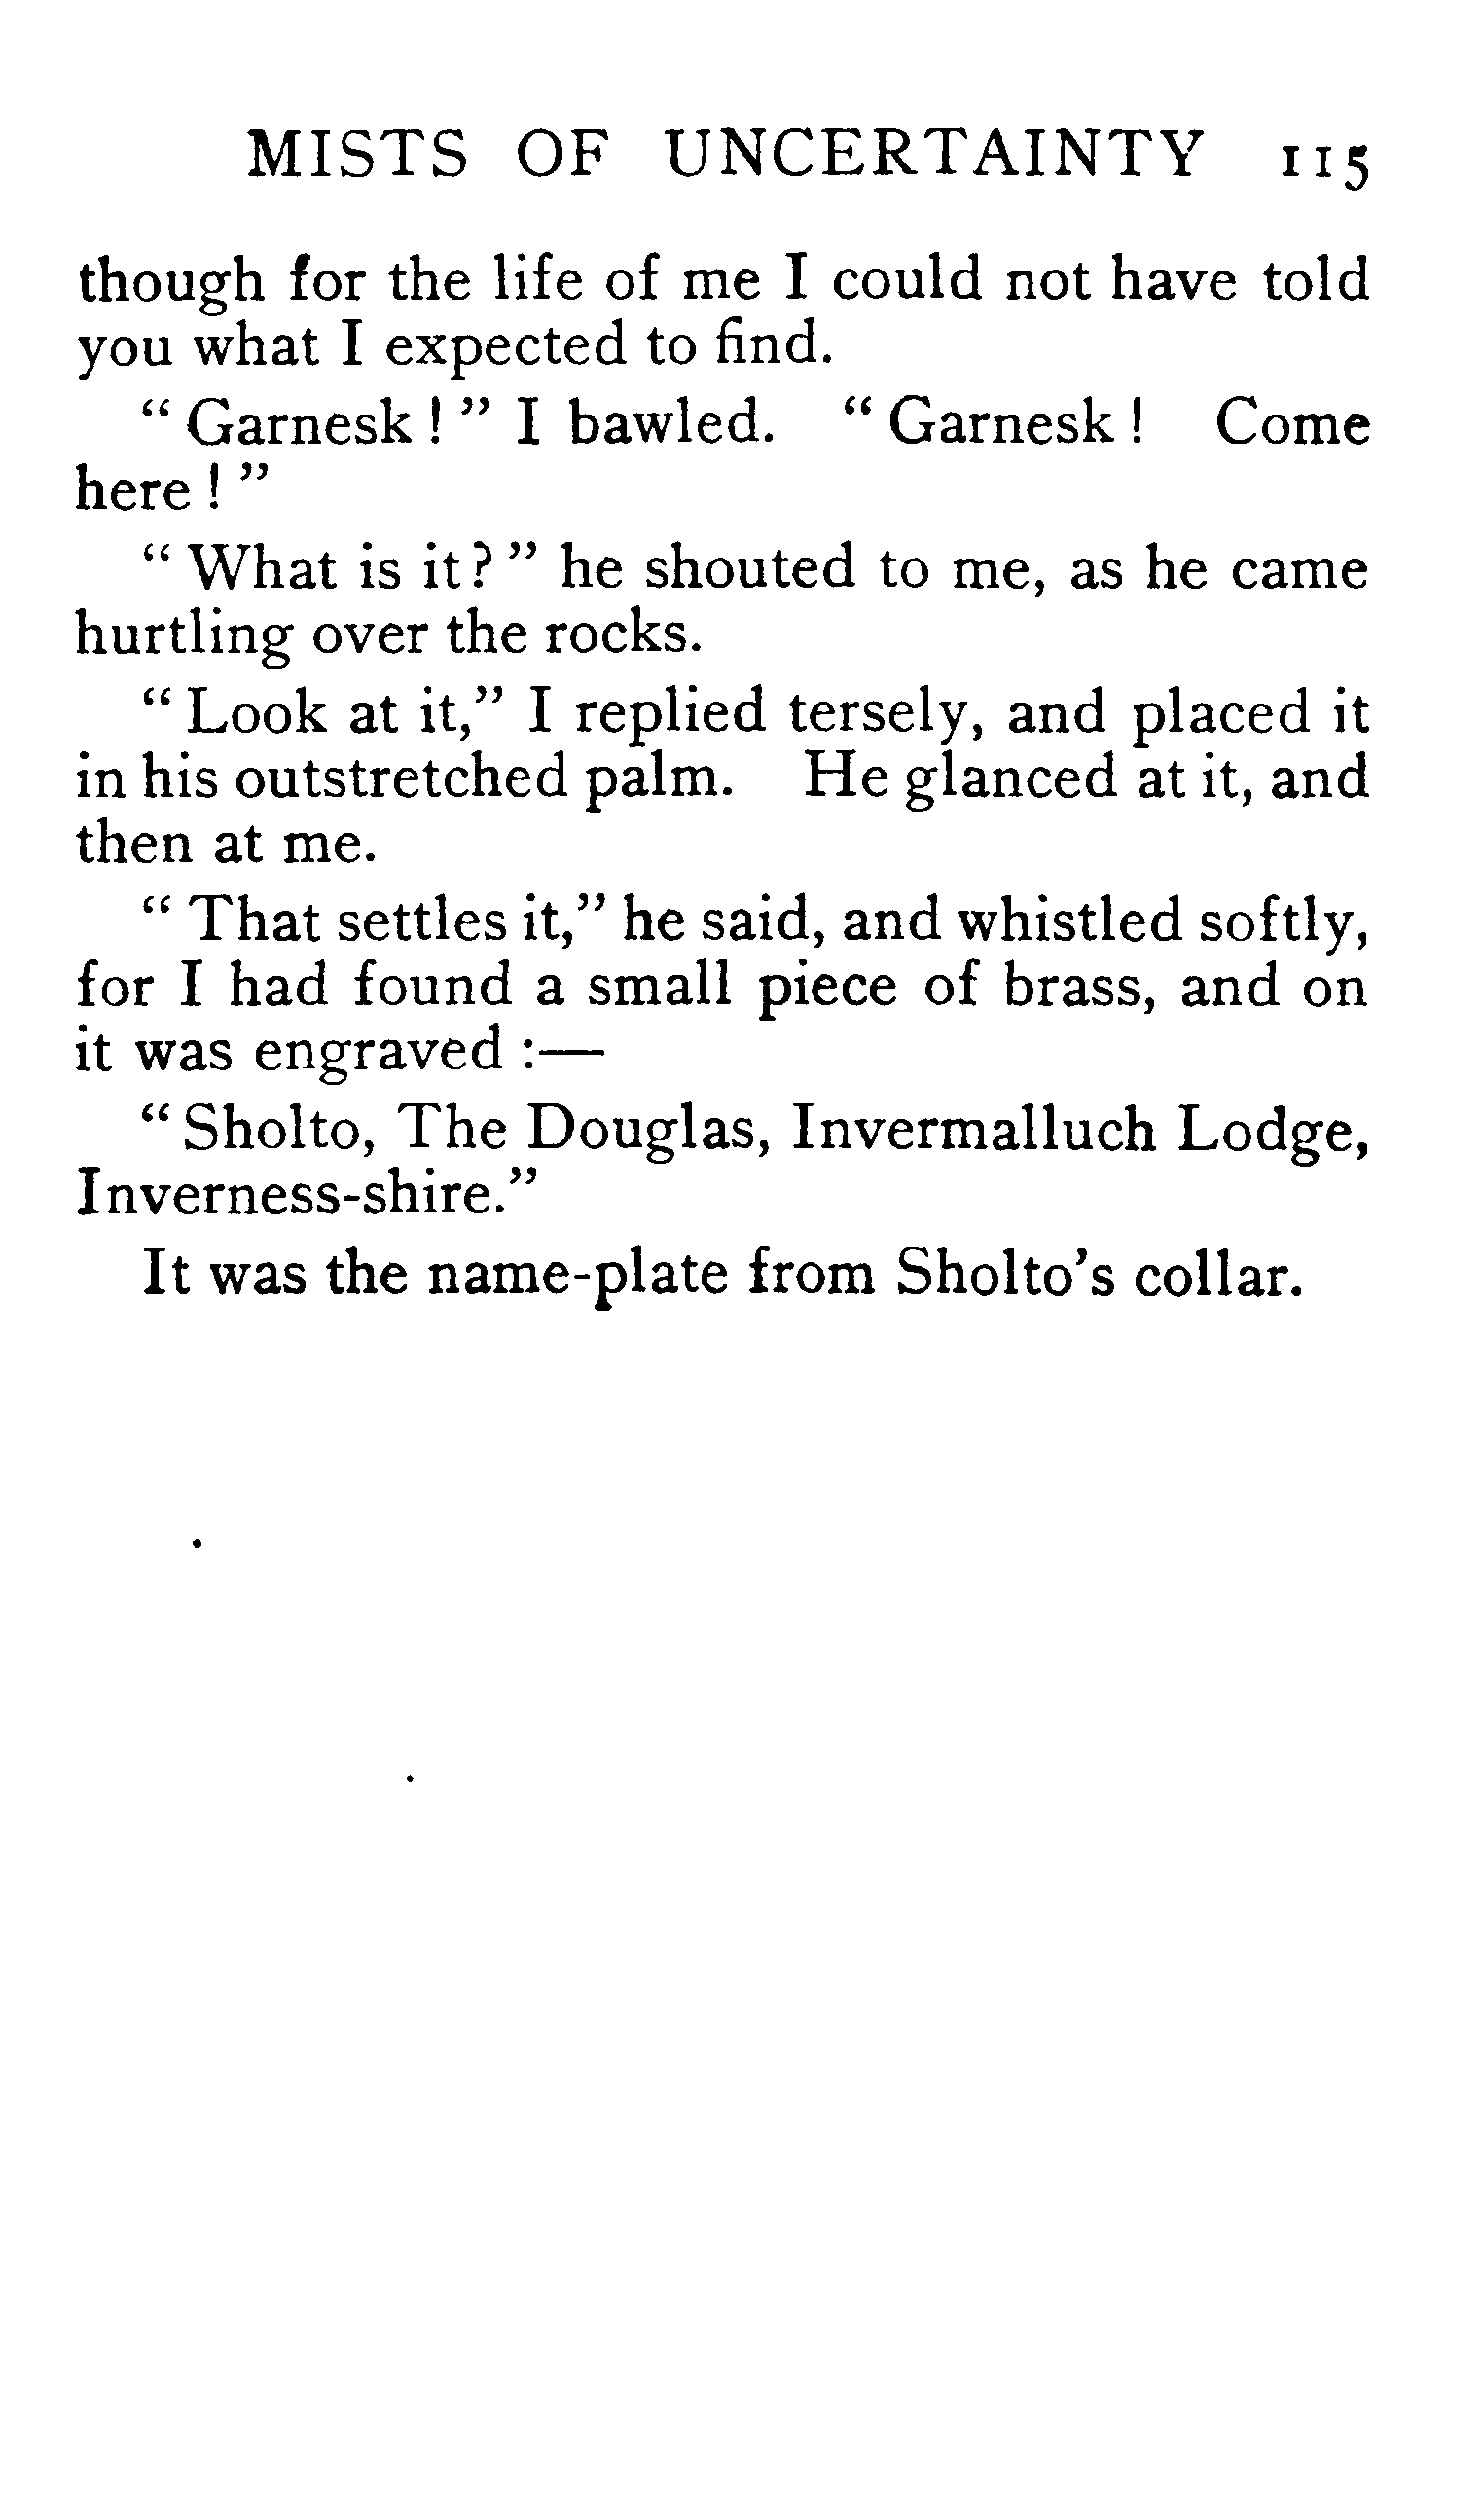 MISTS OF UNCERTAINTY 115
though for the life of me I could not have told
you what I expected to find.
“ Garnesk ! ” I bawled. “ Garnesk ! Come
here ! ”
“ What is it ? ” he shouted to me, as he came
hurtling over the rocks.
“ Look at it,” I replied tersely, and placed it
in his outstretched palm. He glanced at it, and
then at me.
“ That settles it,” he said, and whistled softly,
for I had found a small piece of brass, and on
it was engraved :—
“ Sholto, The Douglas, Invermalluch Lodge,
Inverness-shire.”
It was the name-plate from Sholto’s collar.